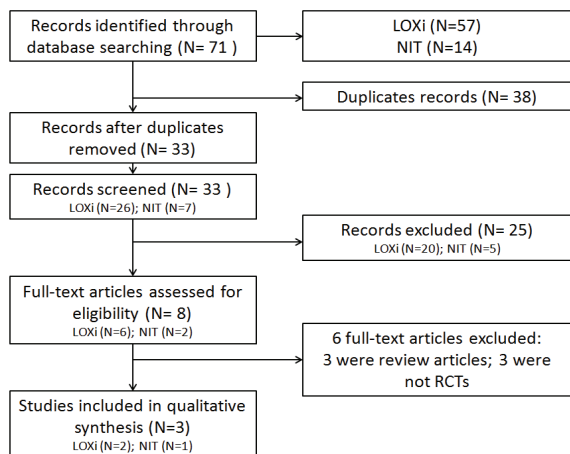 Records identified through
database searching (N= 71 )
LOXi (N=57)
NIT (N=14)
Duplicates records (N= 38)
Records after duplicates
removed (N= 33)
Records screened (N= 33 )
LOXi (N=26); NIT (N=7)
Records excluded (N= 25)
LOXi (N=20); NIT (N=5)
Full-text articles assessed for
eligibility (N= 8)
LOXi (N=6); NIT (N=2)
6 full-text articles excluded:
3 were review articles; 3 were
not RCTs
Studies included in qualitative
synthesis (N=3)
LOXi (N=2); NIT (N=1)